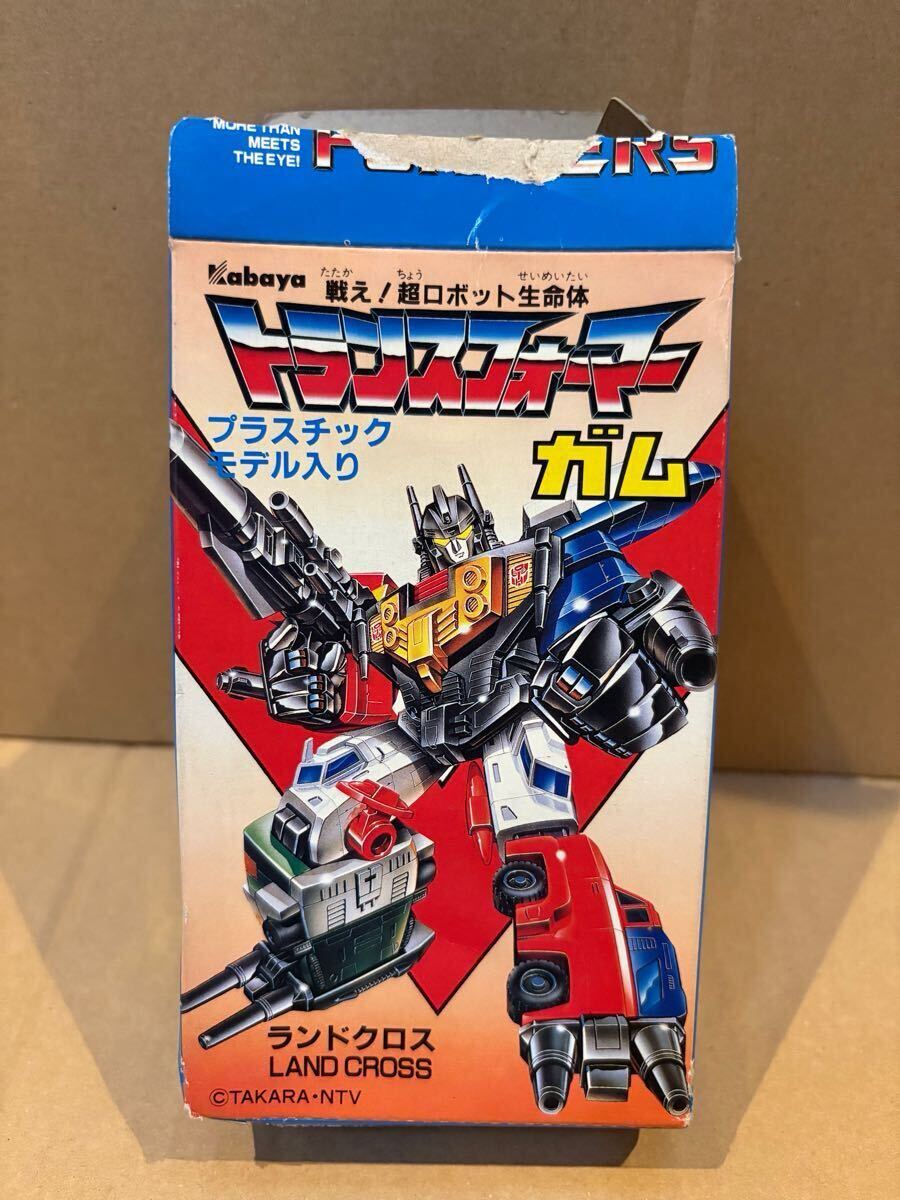 MORE THAN
MEETS
THE EYE!
Kabaya
戦え!超ロボット生命体
たたか ちょう せいめいたい
トランスフォーマー
プラスチック
モデル入り
ガム
ランドクロス
LAND CROSS
©TAKARA・NTV